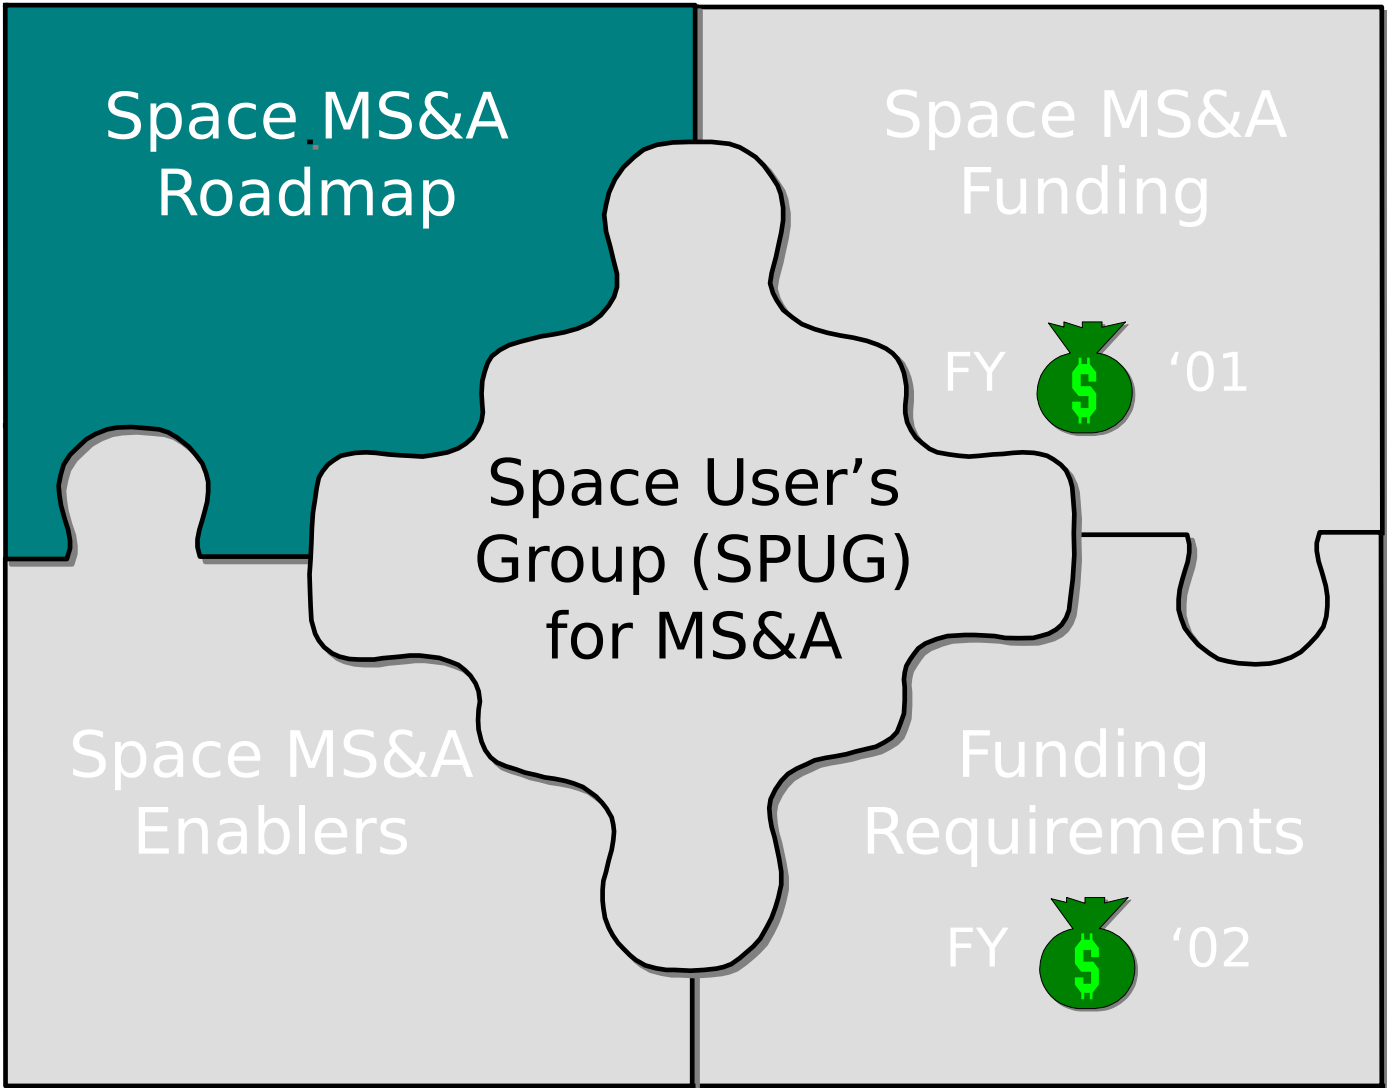 Space MS&A
Roadmap
Space MS&A
Funding
FY $ ‘01
Space User’s
Group (SPUG)
for MS&A
Space MS&A
Enablers
Funding
Requirements
FY $ ‘02